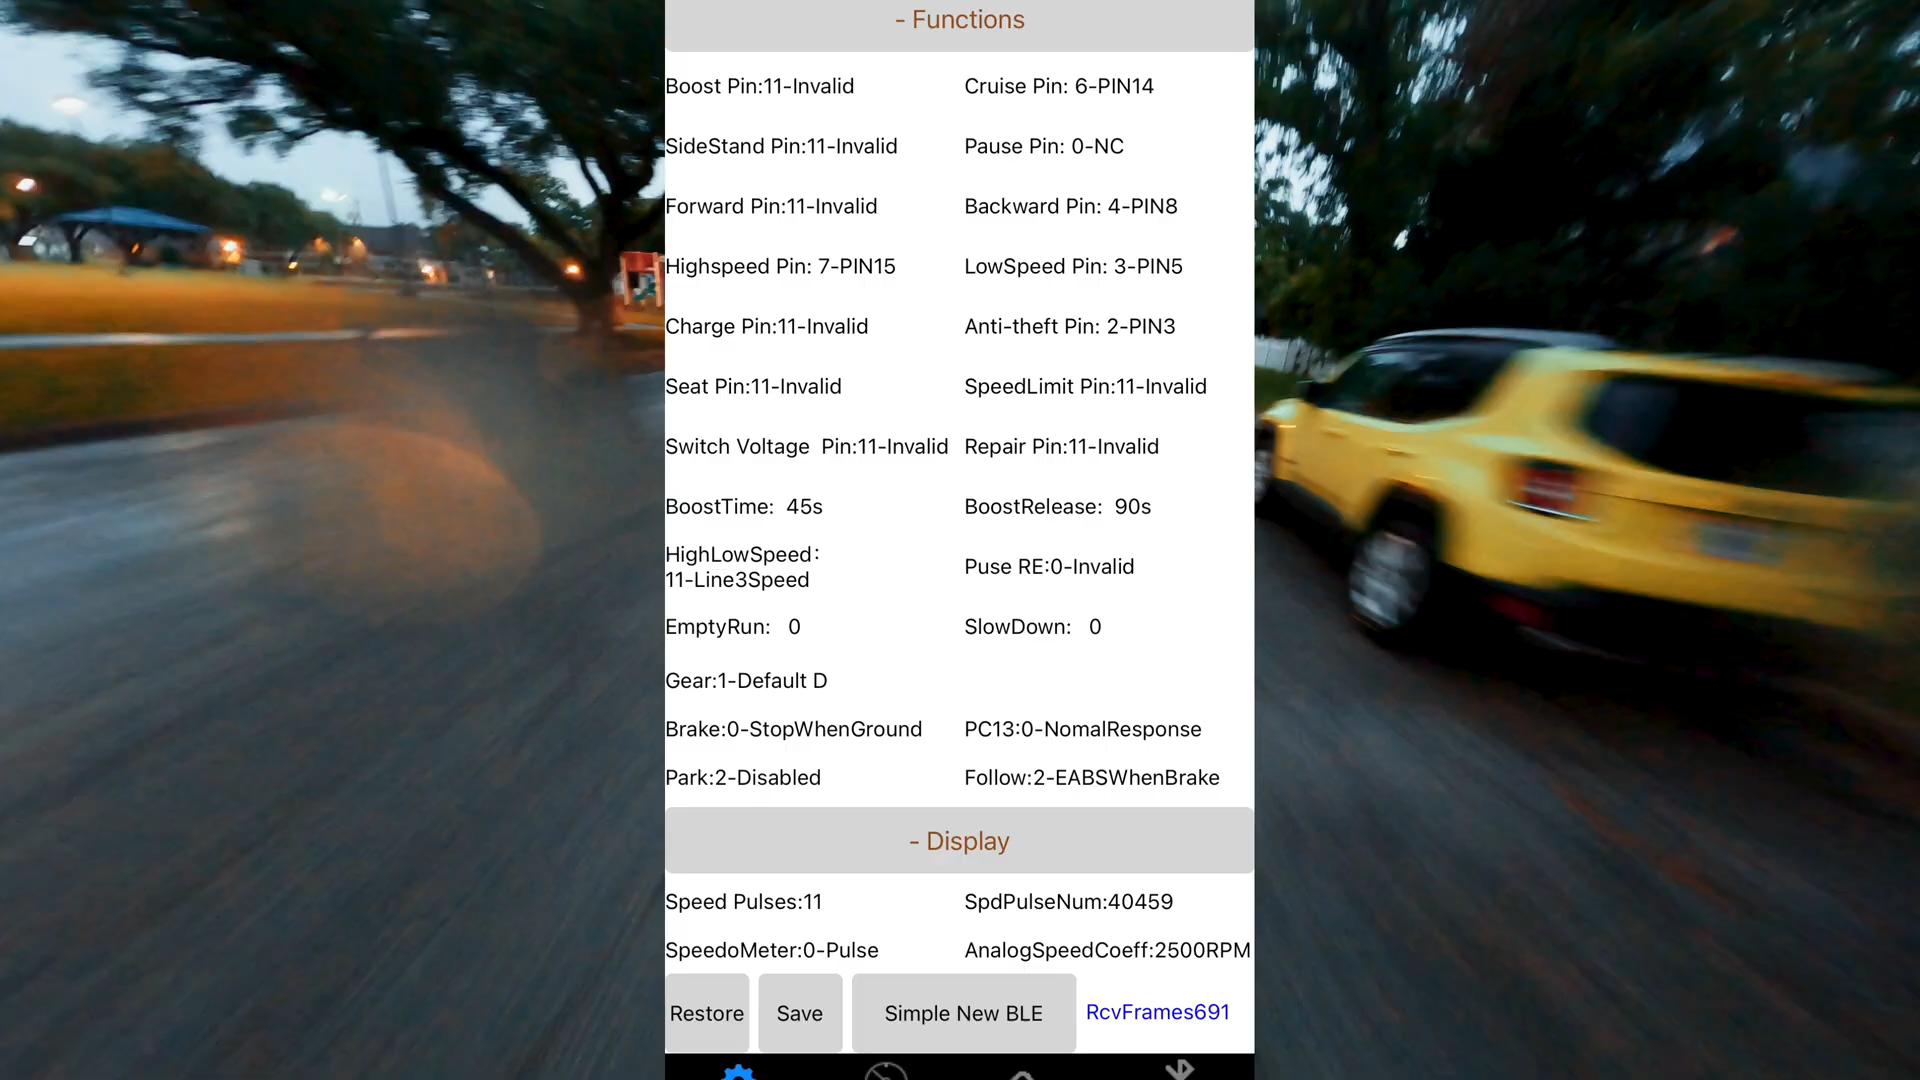 - Functions
Boost Pin:11-Invalid
Cruise Pin: 6-PIN14
SideStand Pin:11-Invalid
Pause Pin: 0-NC
Forward Pin:11-Invalid
Backward Pin: 4-PIN8
Highspeed Pin: 7-PIN15
LowSpeed Pin: 3-PIN5
Charge Pin:11-Invalid
Anti-theft Pin: 2-PIN3
Seat Pin:11-Invalid
SpeedLimit Pin:11-Invalid
Switch Voltage  Pin:11-Invalid
Repair Pin:11-Invalid
BoostTime:  45s
BoostRelease:  90s
HighLowSpeed:
11-Line3Speed
Puse RE:0-Invalid
EmptyRun:   0
SlowDown:   0
Gear:1-Default D
Brake:0-StopWhenGround
PC13:0-NomalResponse
Park:2-Disabled
Follow:2-EABSWhenBrake
- Display
Speed Pulses:11
SpdPulseNum:40459
SpeedoMeter:0-Pulse
AnalogSpeedCoeff:2500RPM
Restore
Save
Simple New BLE
RcvFrames691